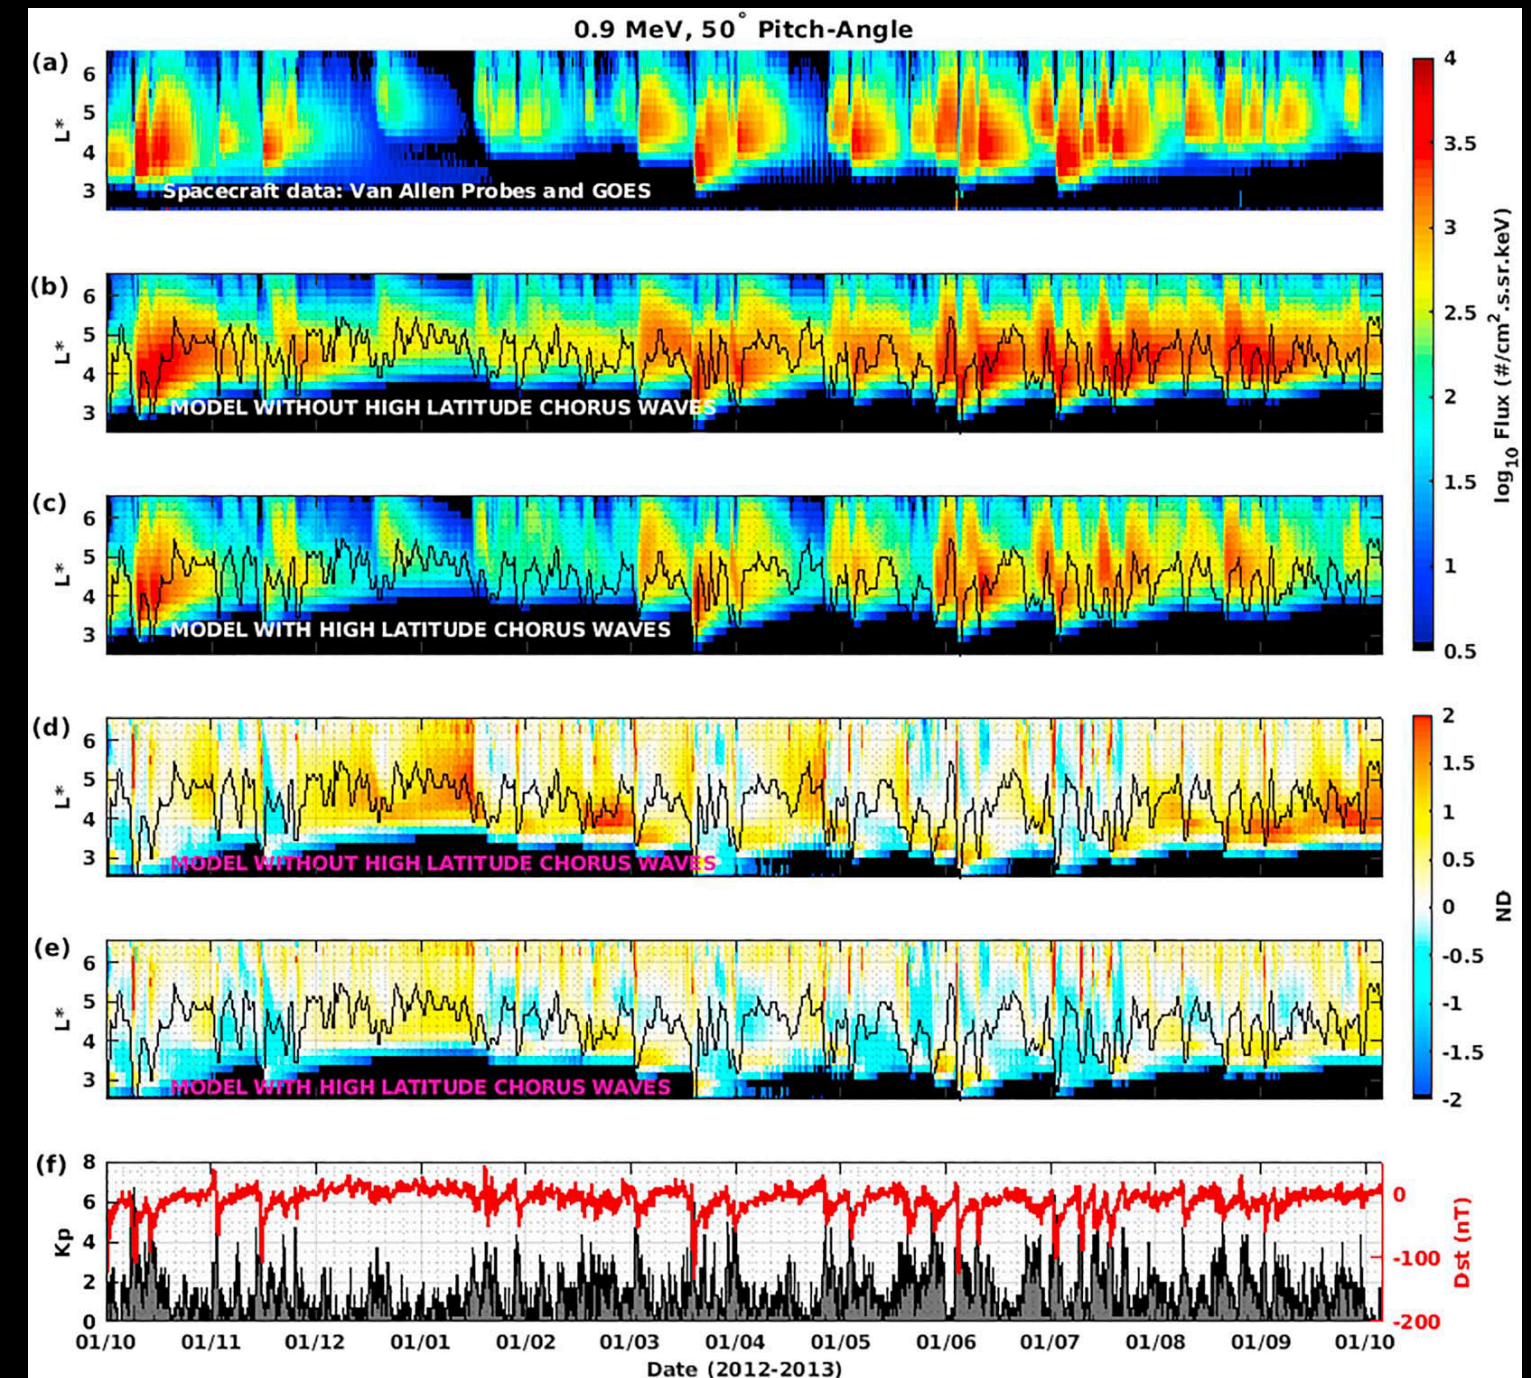 0.9 MeV, 50° Pitch-Angle
(a)
6
5
4
3
L*
Spacecraft data: Van Allen Probes and GOES
(b)
6
5
4
3
L*
MODEL WITHOUT HIGH LATITUDE CHORUS WAVES
(c)
6
5
4
3
L*
MODEL WITH HIGH LATITUDE CHORUS WAVES
4
3.5
3
2.5
2
1.5
1
0.5
log10 Flux (#/cm2.s.sr.keV)
(d)
6
5
4
3
L*
MODEL WITHOUT HIGH LATITUDE CHORUS WAVES
(e)
6
5
4
3
L*
MODEL WITH HIGH LATITUDE CHORUS WAVES
2
1.5
1
0.5
0
-0.5
-1
-1.5
-2
ND
(f)
8
6
4
2
0
Kp
0
-100
-200
Dst (nT)
01/10 01/11 01/12 01/01 01/02 01/03 01/04 01/05 01/06 01/07 01/08 01/09 01/10
Date (2012-2013)